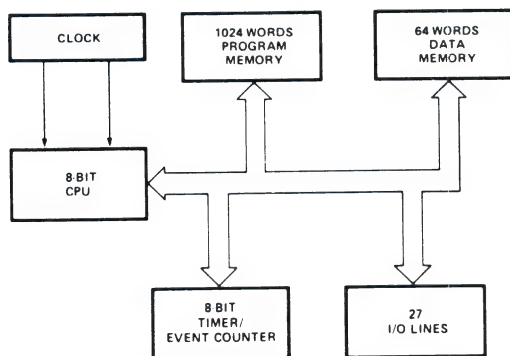 CLOCK
1024 WORDS
PROGRAM
MEMORY
64 WORDS
DATA
MEMORY
8-BIT
CPU
8-BIT
TIMER/
EVENT COUNTER
27
I/O LINES